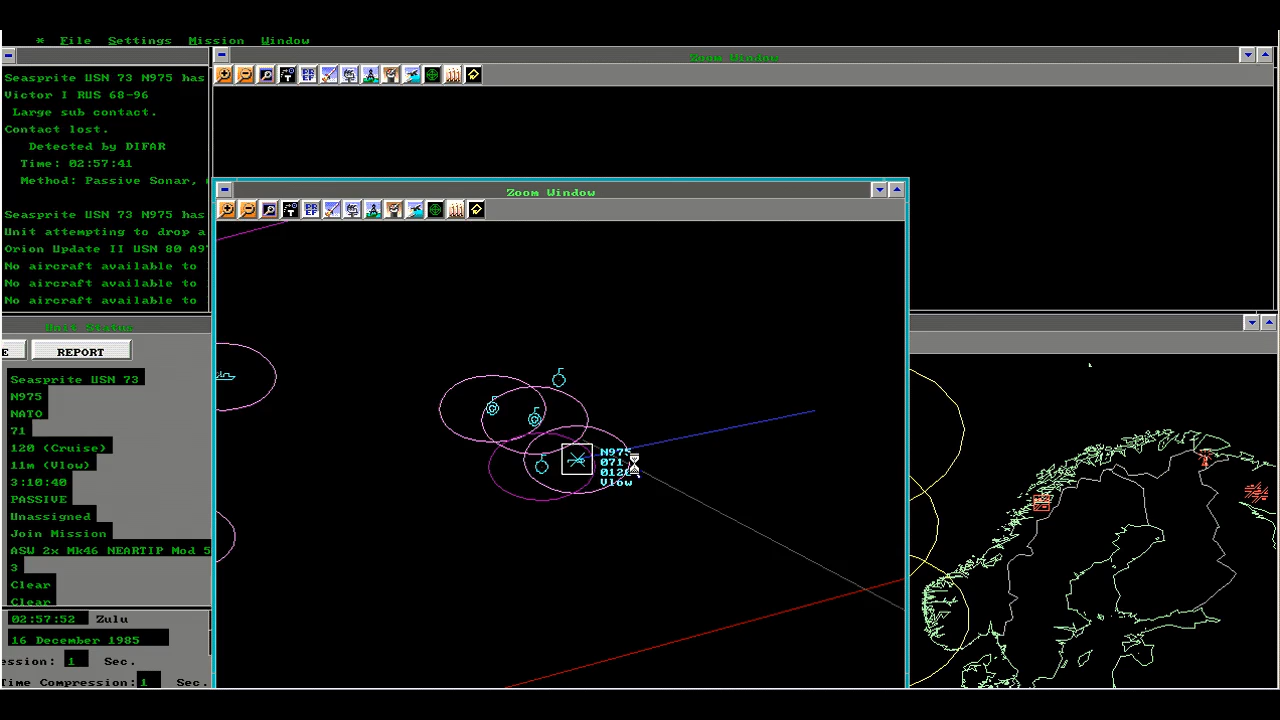 * File Settings Mission Window
Zoom Window
Seasprite USN 73 N975 has
Victor I RUS 68-96
Large sub contact.
Contact lost.
Detected by DIFAR
Time: 02:57:41
Method: Passive Sonar,
Seasprite USN 73 N975 has
Unit attempting to drop a
Orion Update II USN 80 A9
No aircraft available to
No aircraft available to
No aircraft available to
Zoom Window
N975
071
012
Vlow
Unit Status
E REPORT
Seasprite USN 73
N975
NATO
71
120 (Cruise)
11m (Vlow)
3:10:40
PASSIVE
Unassigned
Join Mission
ASW 2x Mk46 NEARTIP Mod 5
3
Clear
Clear
02:57:52 Zulu
16 December 1985
ession: 1 Sec.
Time Compression: 1 Sec.